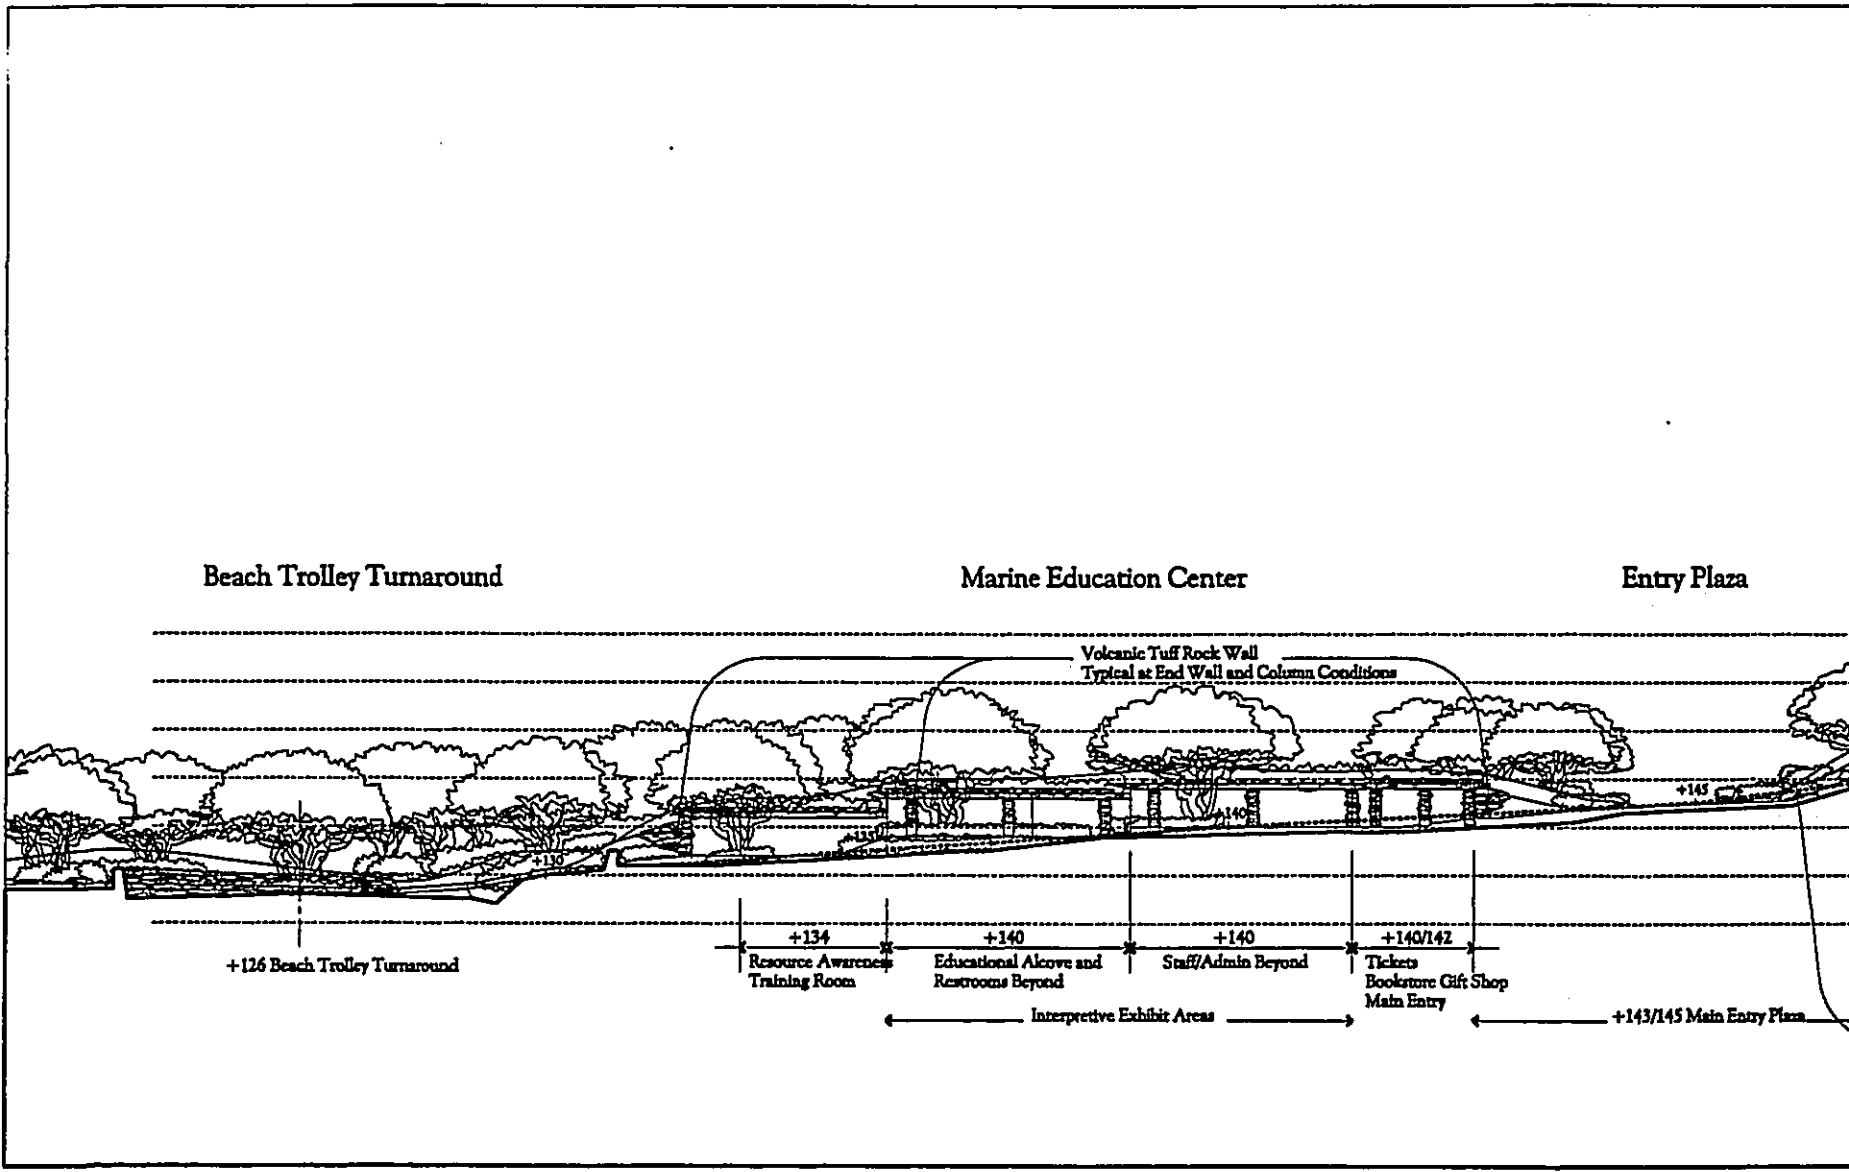 Beach Trolley Turnaround
Marine Education Center
Entry Plaza
Volcanic Tuff Rock Wall
Typical at End Wall and Column Conditions
+145
+140
+135
+130
+134
+140
+140
+140/142
+126 Beach Trolley Turnaround
Resource Awareness
Training Room
Educational Alcove and
Restrooms Beyond
Staff/Admin Beyond
Tickets
Bookstore Gift Shop
Main Entry
Interpretive Exhibit Areas
+143/145 Main Entry Plaza